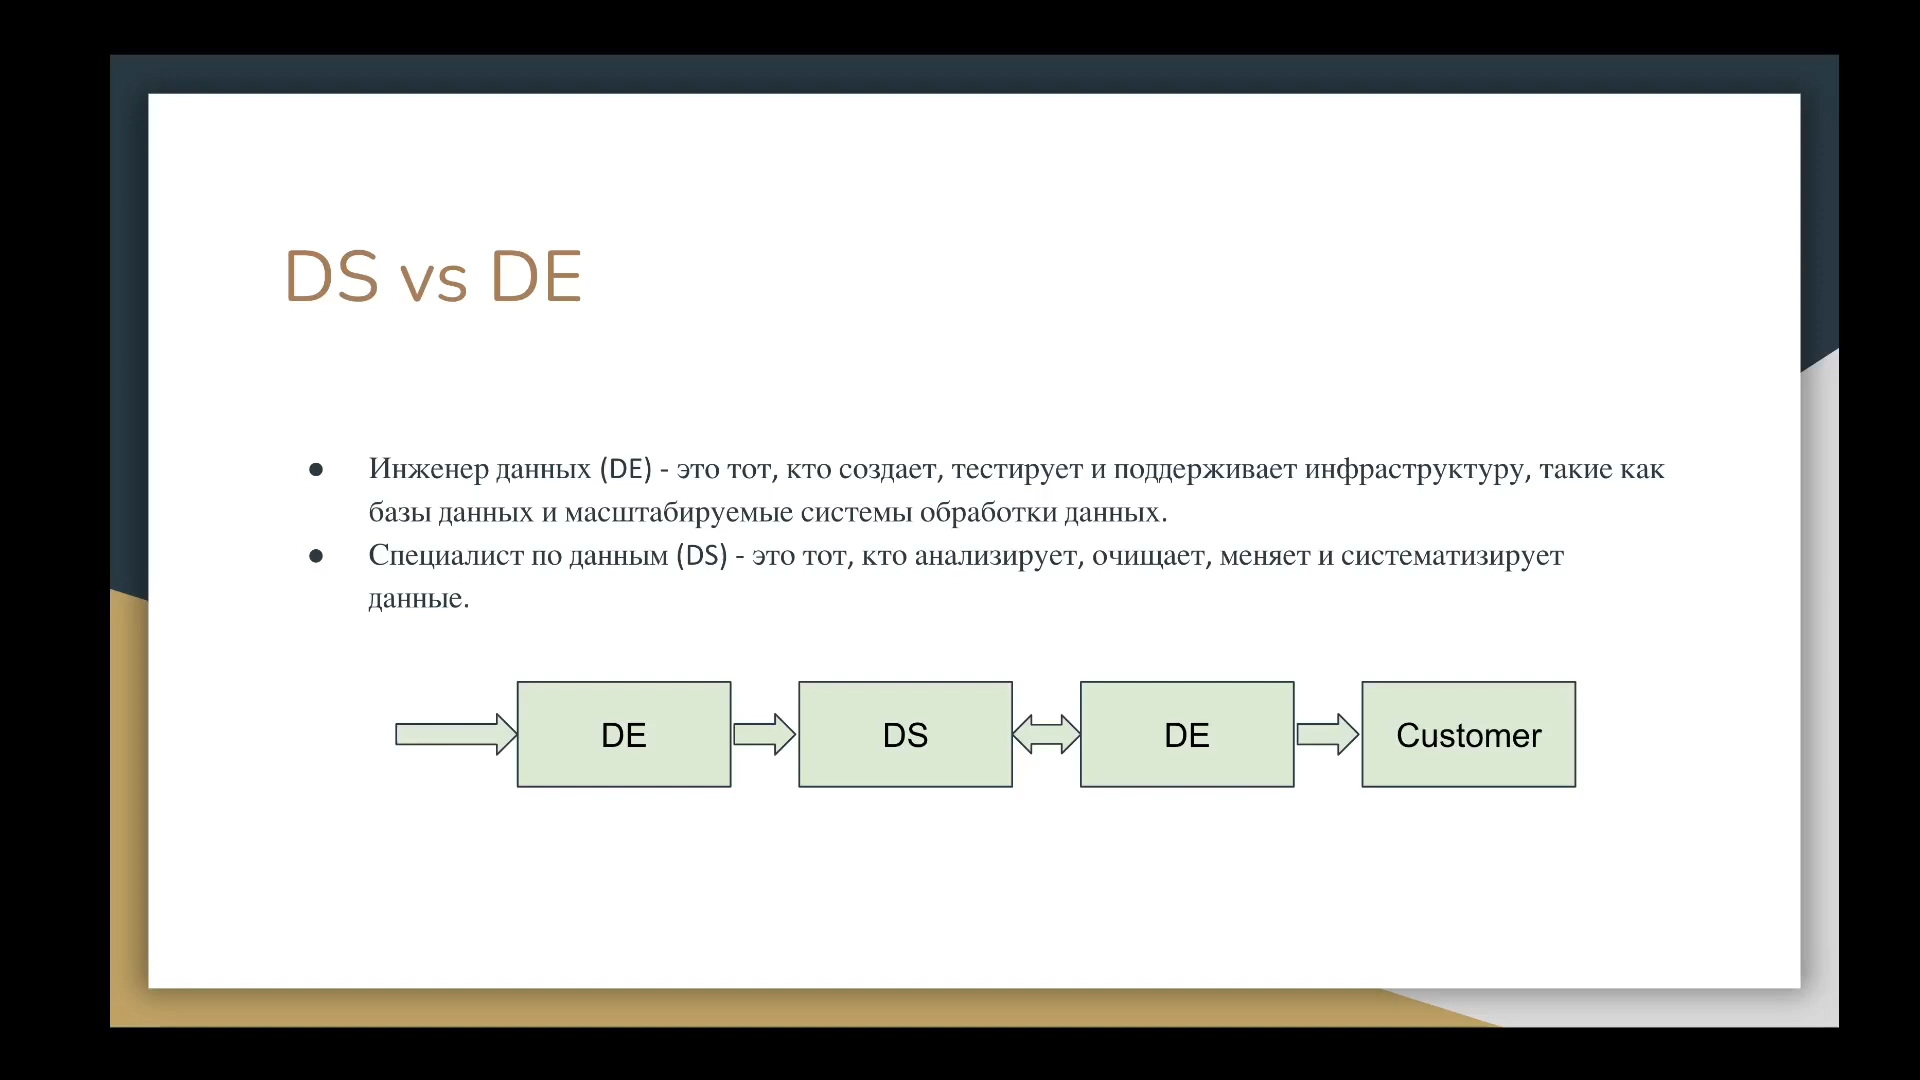 DS vs DE
● Инженер данных (DE) - это тот, кто создает, тестирует и поддерживает инфраструктуру, такие как
базы данных и масштабируемые системы обработки данных.
● Специалист по данным (DS) - это тот, кто анализирует, очищает, меняет и систематизирует
данные.
DE DS DE Customer